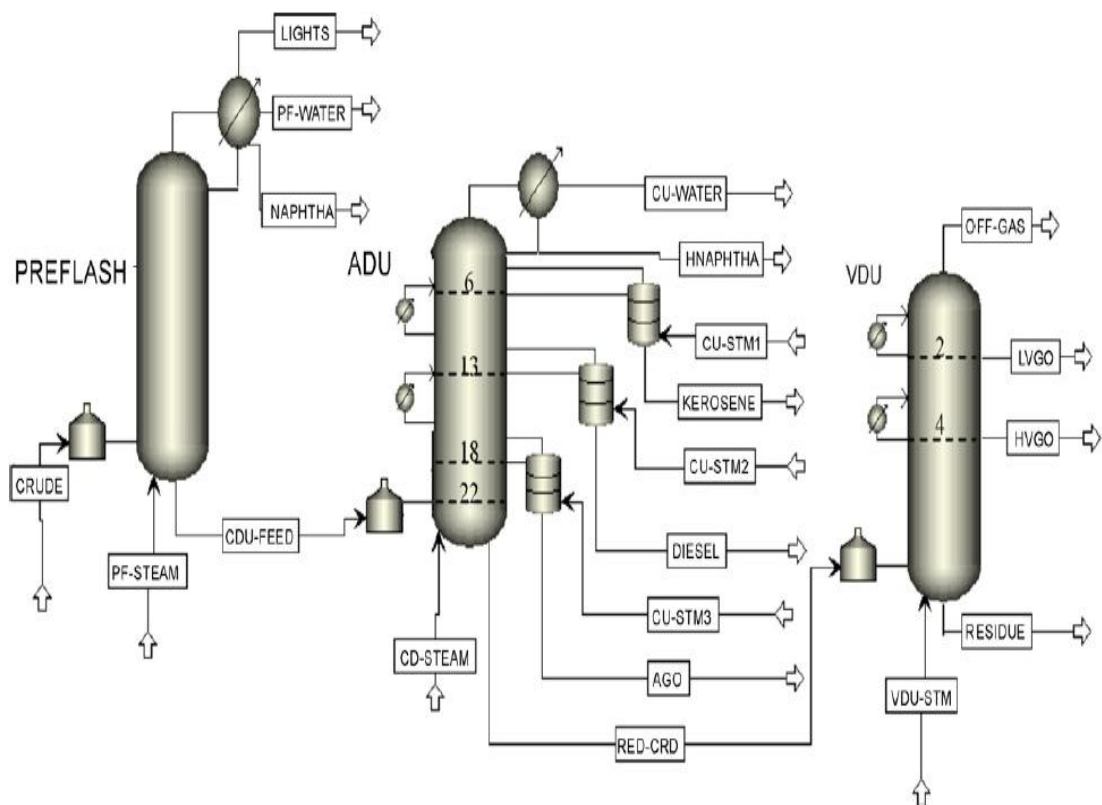 LIGHTS
PF-WATER
NAPHTHA
PREFLASH
CRUDE
PF-STEAM
CDU-FEED
ADU
6
13
18
22
CU-WATER
HNAPHTHA
CU-STM1
KEROSENE
CU-STM2
DIESEL
CU-STM3
AGO
CD-STEAM
RED-CRD
VDU
OFF-GAS
2
LVGO
4
HVGO
RESIDUE
VDU-STM